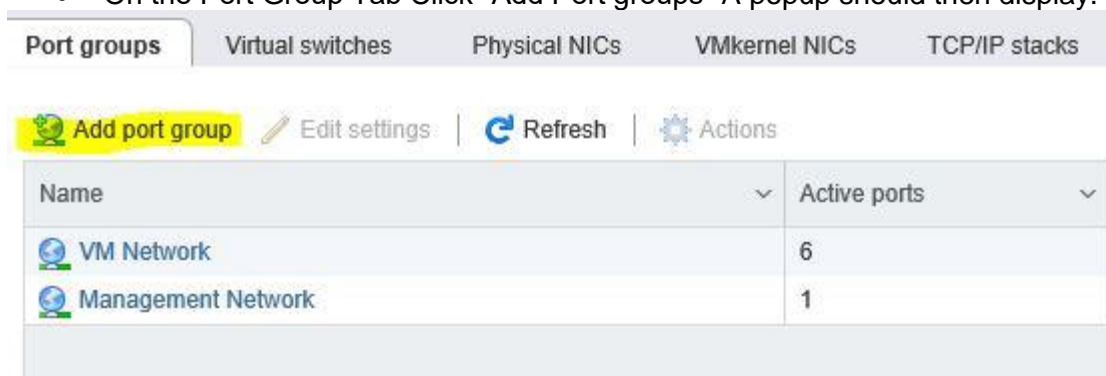 • On the Port Group Tab Click "Add Port groups" A popup should then display.
Port groups Virtual switches Physical NICs VMkernel NICs TCP/IP stacks
Add port group Edit settings | Refresh | Actions
Name Active ports
VM Network 6
Management Network 1